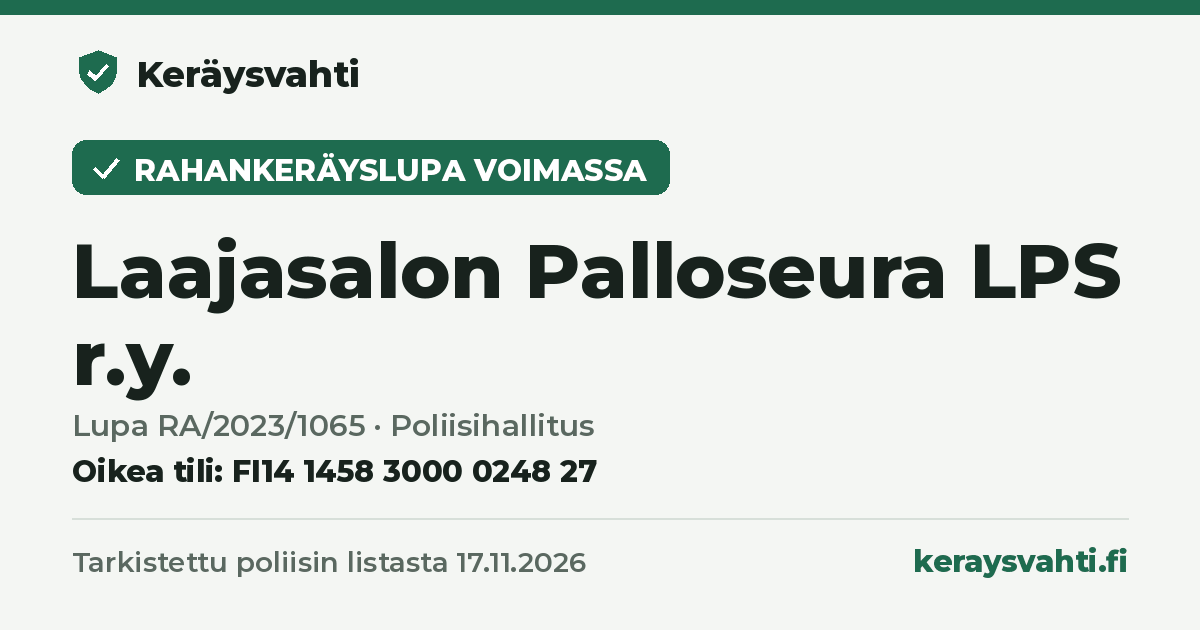 Keräysvahti
RAHANKERÄYSLUPA VOIMASSA
Laajasalon Palloseura LPS
r.y.
Lupa RA/2023/1065 · Poliisihallitus
Oikea tili: FI14 1458 3000 0248 27
Tarkistettu poliisin listasta 17.11.2026
keraysvahti.fi